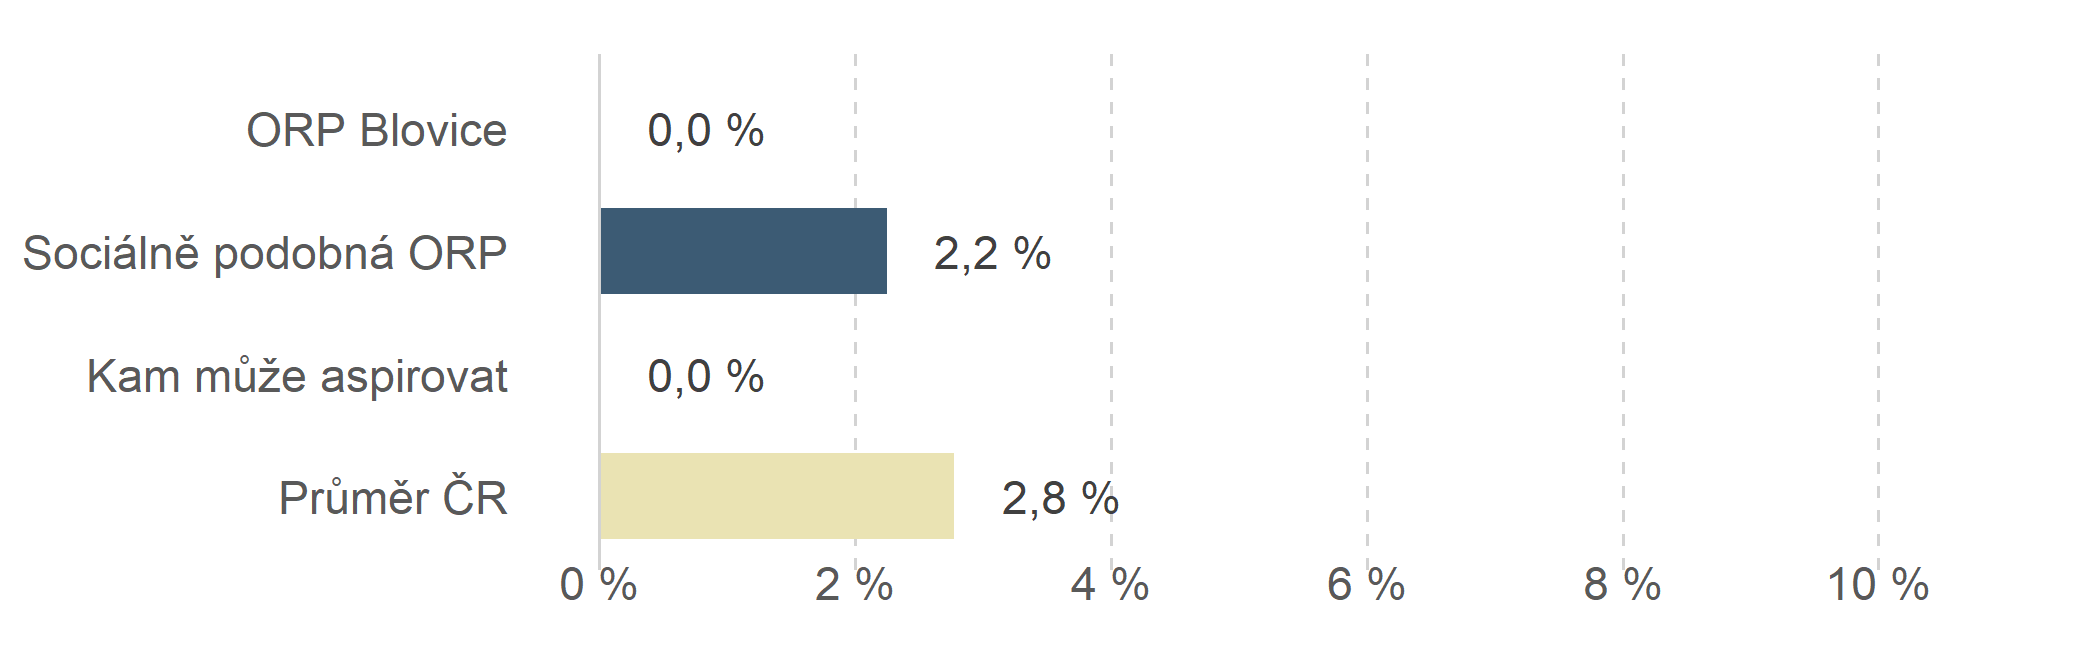 ORP Blovice 0,0 %
Sociálně podobná ORP 2,2 %
Kam může aspirovat 0,0 %
Průměr ČR 2,8 %
0 % 2 % 4 % 6 % 8 % 10 %